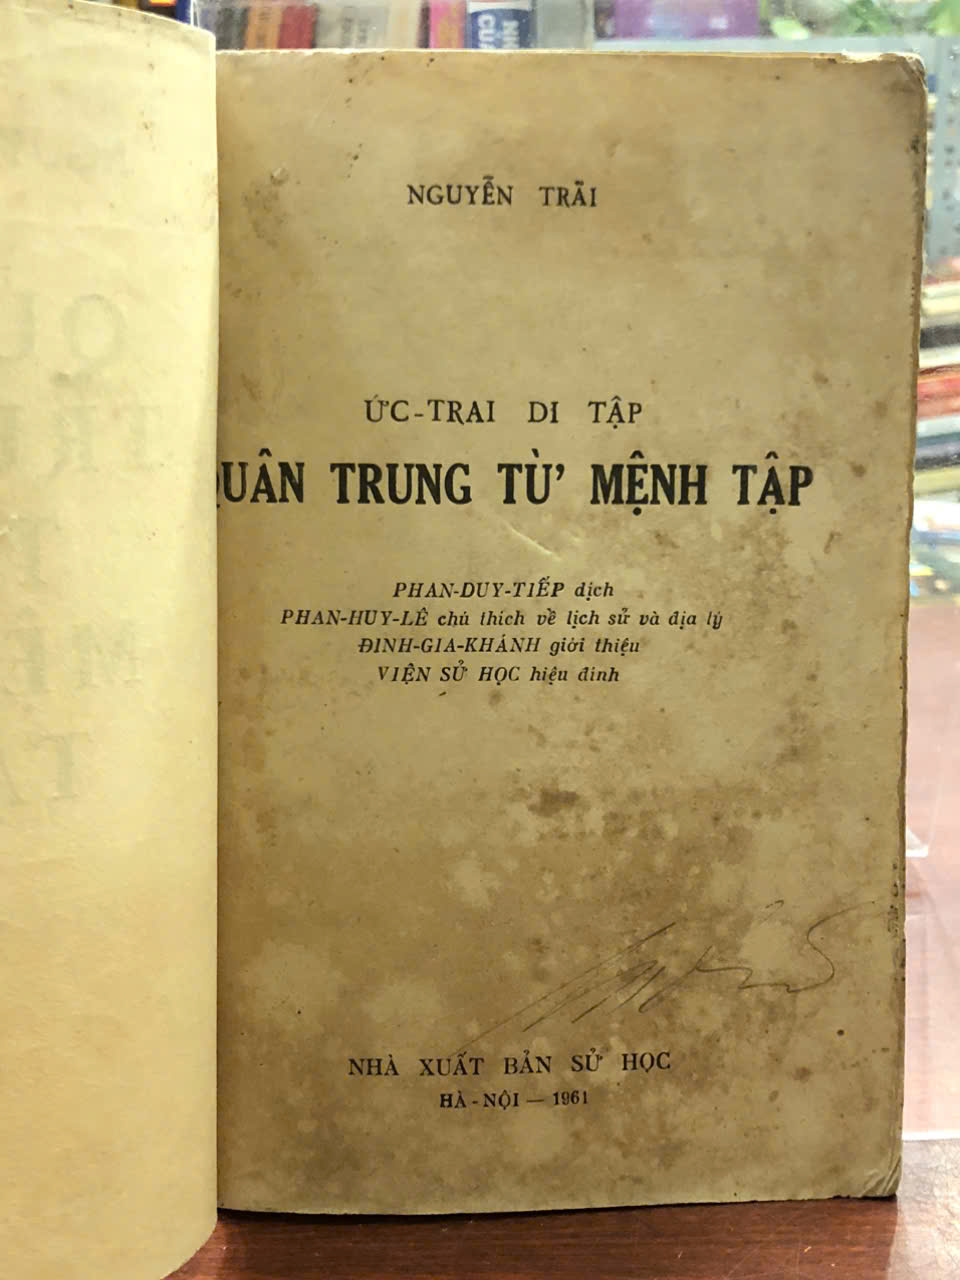 NGUYỄN TRÃI
ỨC-TRAI DI TẬP
QUÂN TRUNG TỪ MỆNH TẬP
PHAN-DUY-TIẾP dịch
PHAN-HUY-LÊ chú thích về lịch sử và địa lý
ĐINH-GIA-KHÁNH giới thiệu
VIỆN SỬ HỌC hiệu đính
NHÀ XUẤT BẢN SỬ HỌC
HÀ-NỘI — 1961